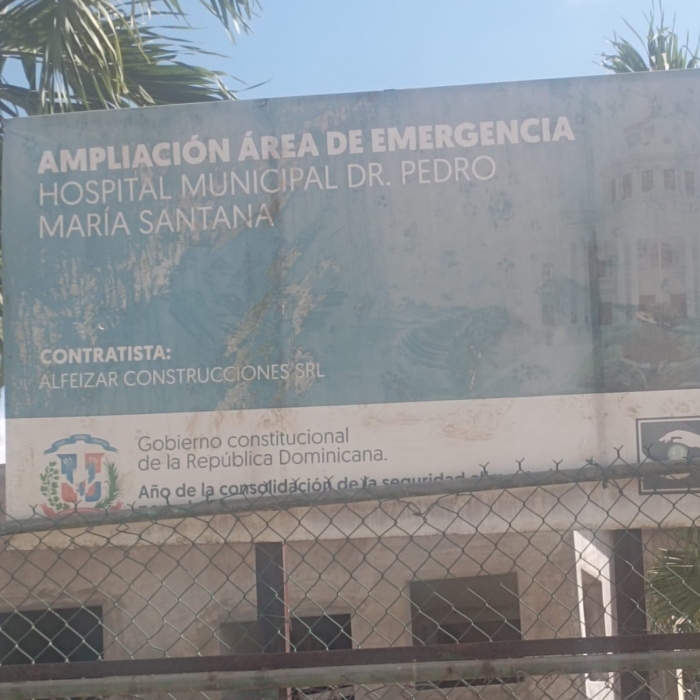 AMPLIACIÓN ÁREA DE EMERGENCIA
HOSPITAL MUNICIPAL DR. PEDRO
MARÍA SANTANA
CONTRATISTA:
ALFEIZAR CONSTRUCCIONES SRL
Gobierno constitucional
de la República Dominicana.
Año de la consolidación de la seguridad